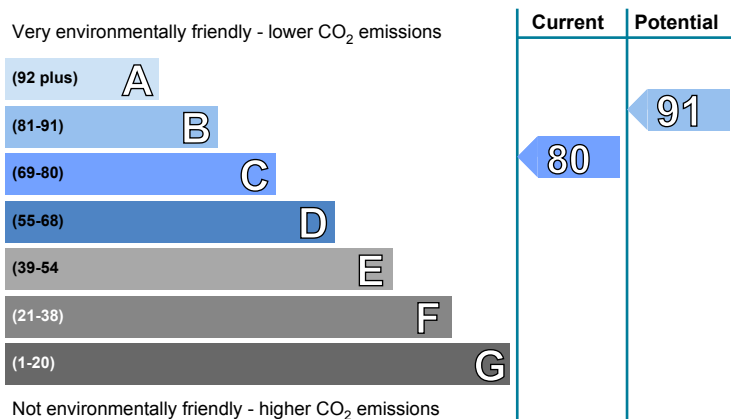 Very environmentally friendly - lower CO₂ emissions
Current
Potential
(92 plus) A
(81-91) B
91
(69-80) C
80
(55-68) D
(39-54 E
(21-38) F
(1-20) G
Not environmentally friendly - higher CO₂ emissions